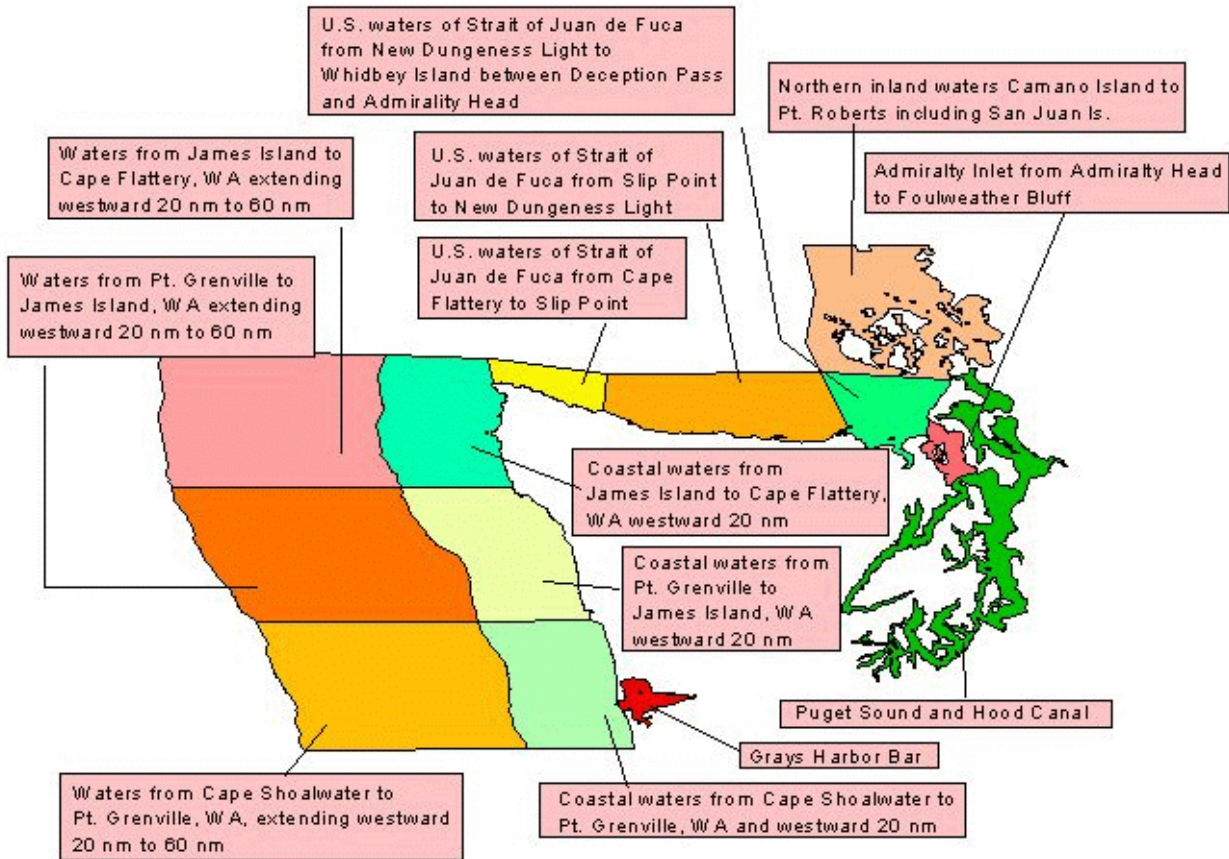 U.S. waters of Strait of Juan de Fuca
from New Dungeness Light to
Whidbey Island between Deception Pass
and Admirality Head
Northern inland waters Camano Island to
Pt. Roberts including San Juan Is.
Waters from James Island to
Cape Flattery, WA extending
westward 20 nm to 60 nm
U.S. waters of Strait of
Juan de Fuca from Slip Point
to New Dungeness Light
Admiralty Inlet from Admiralty Head
to Foulweather Bluff
U.S. waters of Strait of
Juan de Fuca from Cape
Flattery to Slip Point
Waters from Pt. Grenville to
James Island, WA extending
westward 20 nm to 60 nm
Coastal waters from
James Island to Cape Flattery,
WA westward 20 nm
Coastal waters from
Pt. Grenville to
James Island, WA
westward 20 nm
Puget Sound and Hood Canal
Grays Harbor Bar
Waters from Cape Shoalwater to
Pt. Grenville, WA, extending westward
20 nm to 60 nm
Coastal waters from Cape Shoalwater to
Pt. Grenville, WA and westward 20 nm